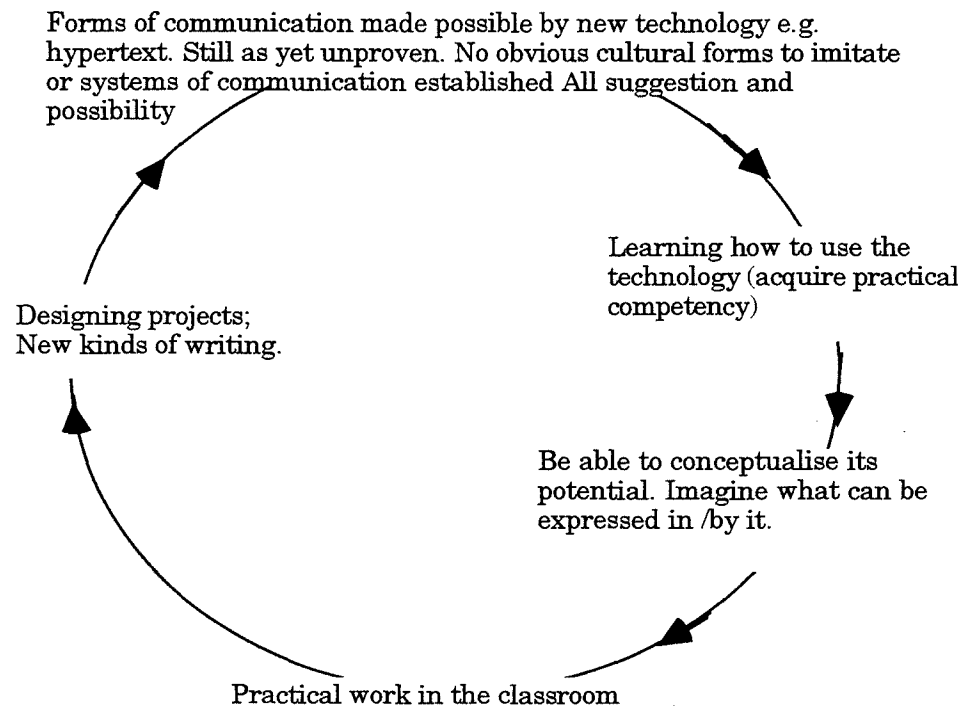 Forms of communication made possible by new technology e.g.
hypertext. Still as yet unproven. No obvious cultural forms to imitate
or systems of communication established All suggestion and
possibility
Learning how to use the
technology (acquire practical
competency)
Be able to conceptualise its
potential. Imagine what can be
expressed in /by it.
Practical work in the classroom
Designing projects;
New kinds of writing.